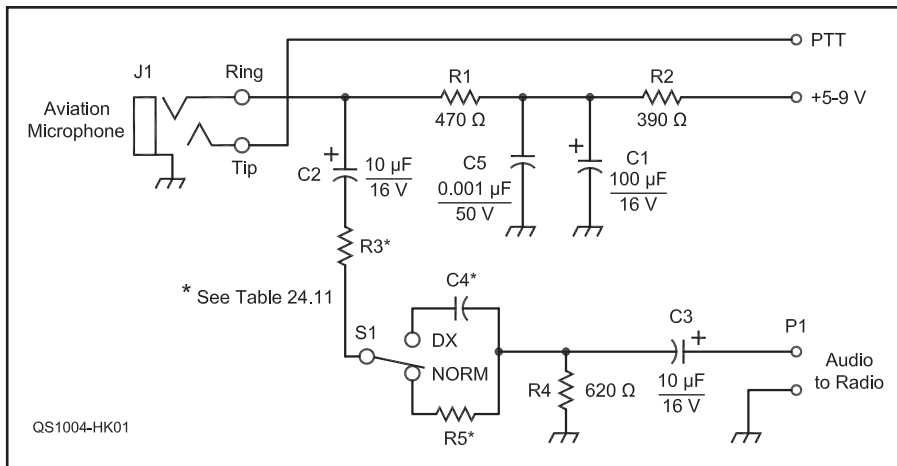 PTT
J1
Ring
R1
R2
Aviation
Microphone
470 Ω
390 Ω
+5-9 V
Tip
+
C2
10 µF
16 V
C5
0.001 µF
50 V
+
C1
100 µF
16 V
R3*
* See Table 24.11
C4*
S1
DX
NORM
R5*
C3
+
P1
R4
620 Ω
10 µF
16 V
Audio
to Radio
QS1004-HK01